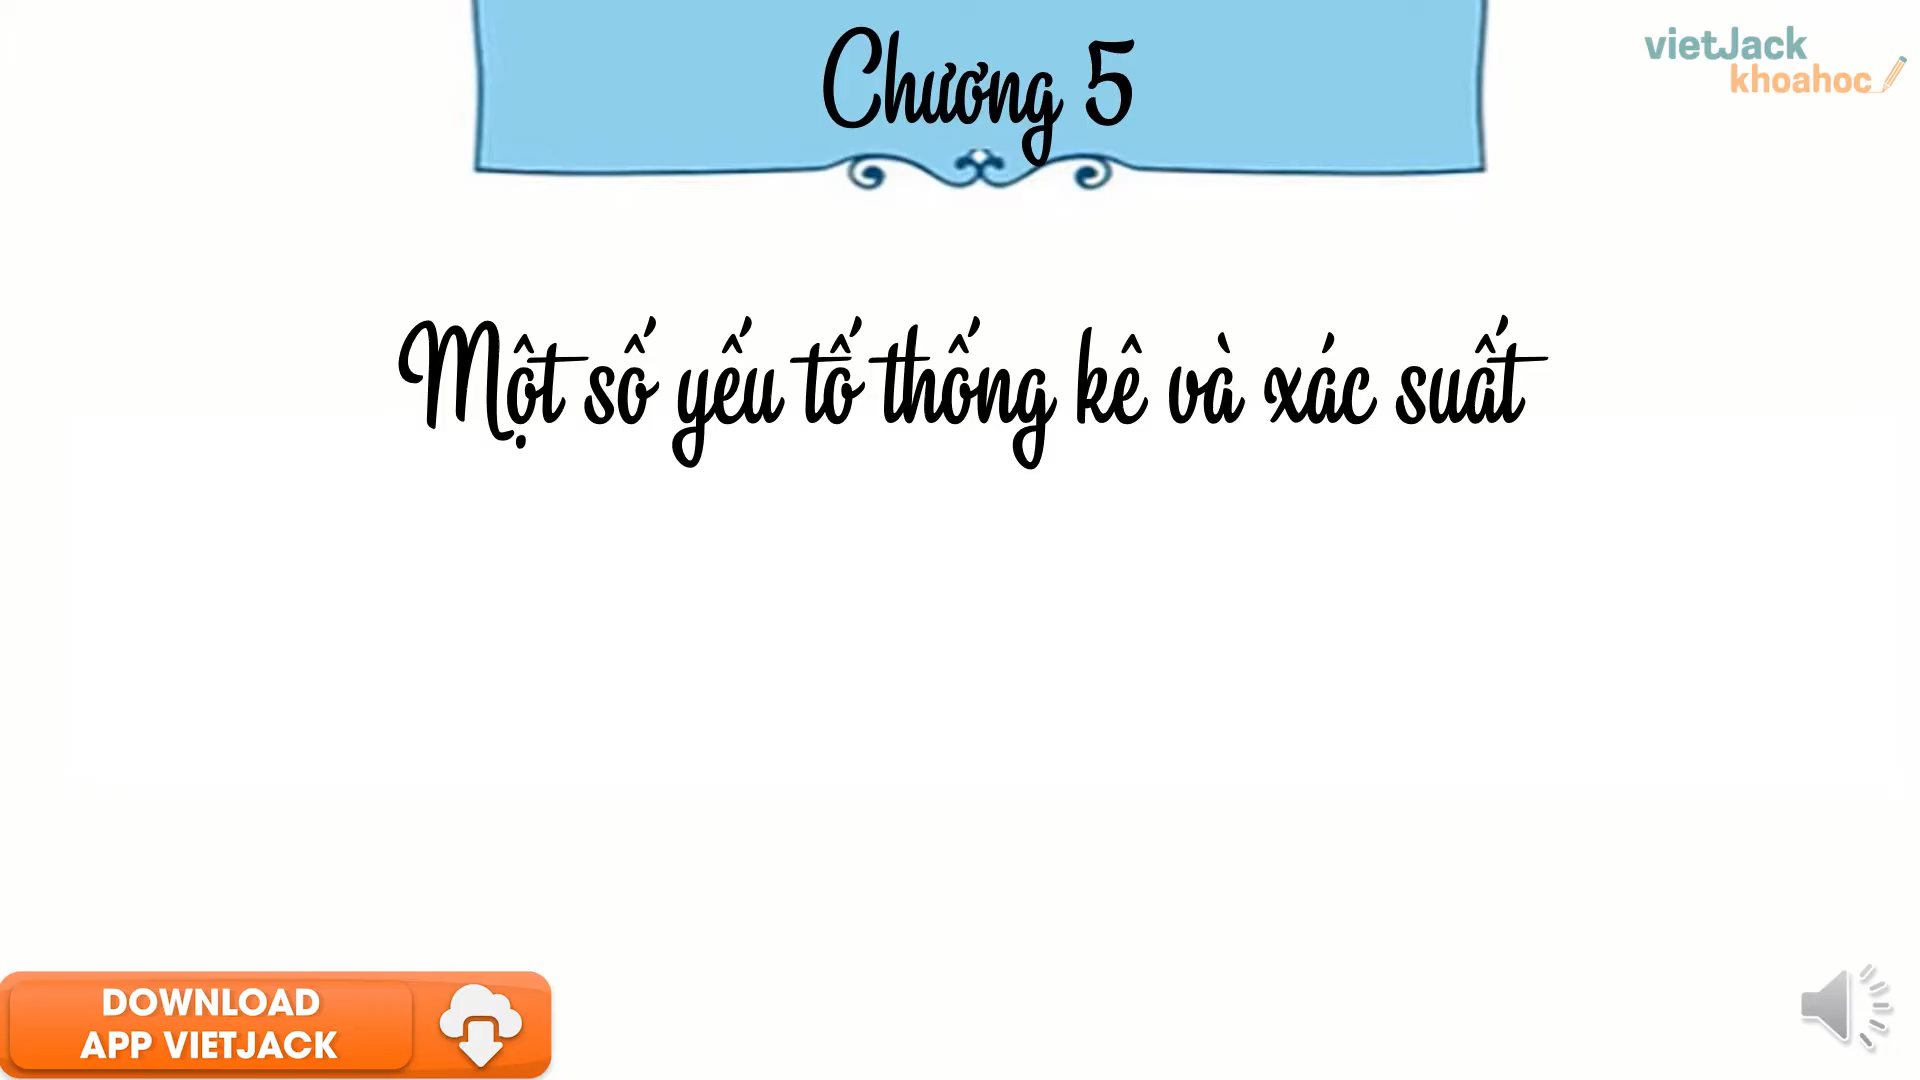 Chương 5
vietJack
khoahoc
Một số yếu tố thống kê và xác suất
DOWNLOAD
APP VIETJACK